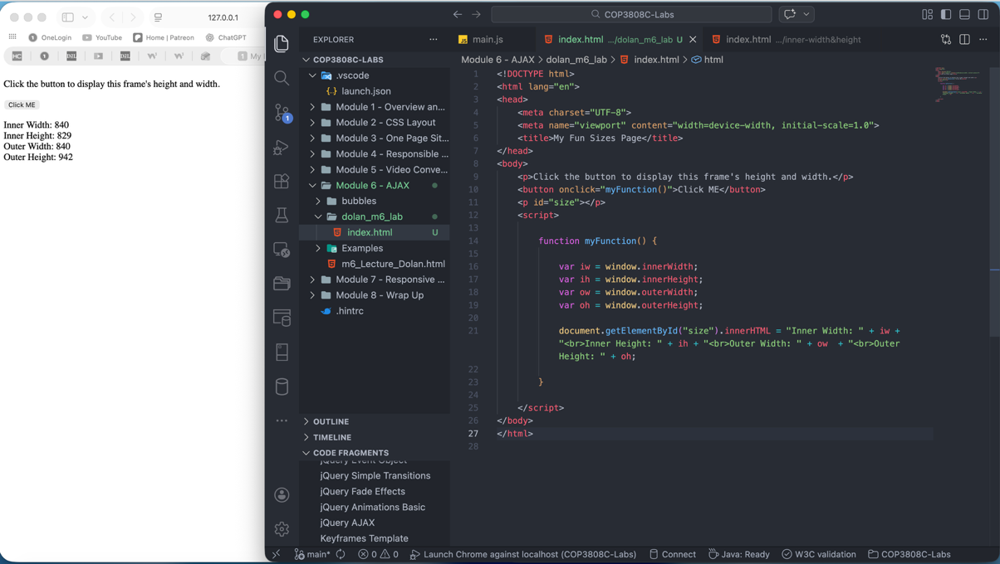 127.0.0.1
OneLogin
YouTube
Home | Patreon
ChatGPT
HC
1
D2L
D2L
1 My
Click the button to display this frame's height and width.
Click ME
Inner Width: 840
Inner Height: 829
Outer Width: 840
Outer Height: 942
COP3808C-Labs
EXPLORER
JS main.js
index.html .../dolan_m6_lab U
index.html .../inner-width&height
COP3808C-LABS
Module 6 - AJAX > dolan_m6_lab > index.html > html
.vscode
{..} launch.json
Module 1 - Overview an...
Module 2 - CSS Layout
Module 3 - One Page Sit...
Module 4 - Responsive ...
Module 5 - Video Conve...
Module 6 - AJAX
bubbles
dolan_m6_lab
index.html U
Examples
m6_Lecture_Dolan.html
Module 7 - Responsive ...
Module 8 - Wrap Up
.hintrc
1
OUTLINE
TIMELINE
CODE FRAGMENTS
jQuery Event Object
jQuery Simple Transitions
jQuery Fade Effects
jQuery Animations Basic
jQuery AJAX
Keyframes Template
1 <!DOCTYPE html>
2 <html lang="en">
3 <head>
4 <meta charset="UTF-8">
5 <meta name="viewport" content="width=device-width, initial-scale=1.0">
6 <title>My Fun Sizes Page</title>
7 </head>
8 <body>
9 <p>Click the button to display this frame's height and width.</p>
10 <button onclick="myFunction()">Click ME</button>
11 <p id="size"></p>
12 <script>
13
14 function myFunction() {
15
16 var iw = window.innerWidth;
17 var ih = window.innerHeight;
18 var ow = window.outerWidth;
19 var oh = window.outerHeight;
20
21 document.getElementById("size").innerHTML = "Inner Width: " + iw +
"<br>Inner Height: " + ih + "<br>Outer Width: " + ow  + "<br>Outer
Height: " + oh;
22
23 }
24
25 </script>
26 </body>
27 </html>
28
main*
0
0
Launch Chrome against localhost (COP3808C-Labs)
Connect
Java: Ready
W3C validation
COP3808C-Labs